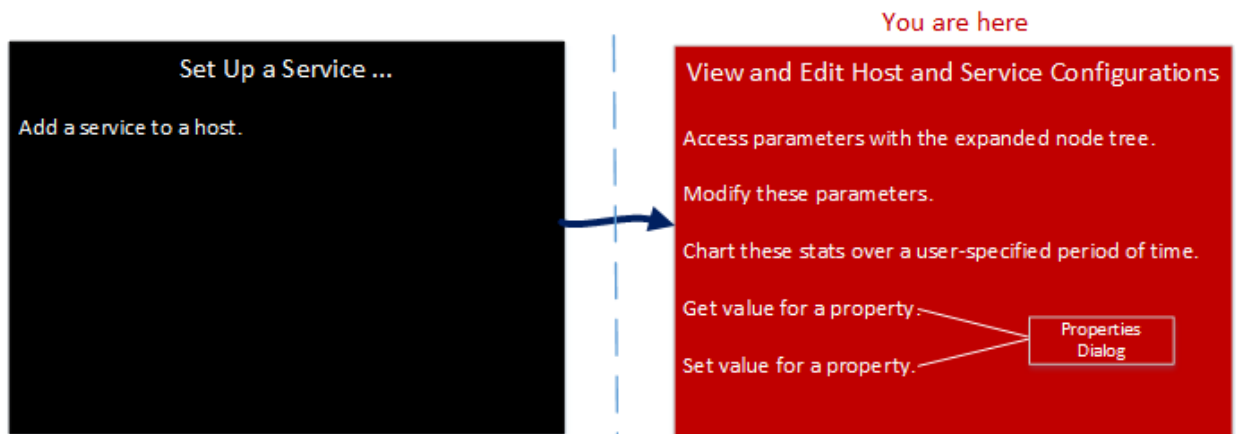 You are here
Set Up a Service ...
Add a service to a host.
View and Edit Host and Service Configurations
Access parameters with the expanded node tree.
Modify these parameters.
Chart these stats over a user-specified period of time.
Get value for a property.
Set value for a property.
Properties
Dialog